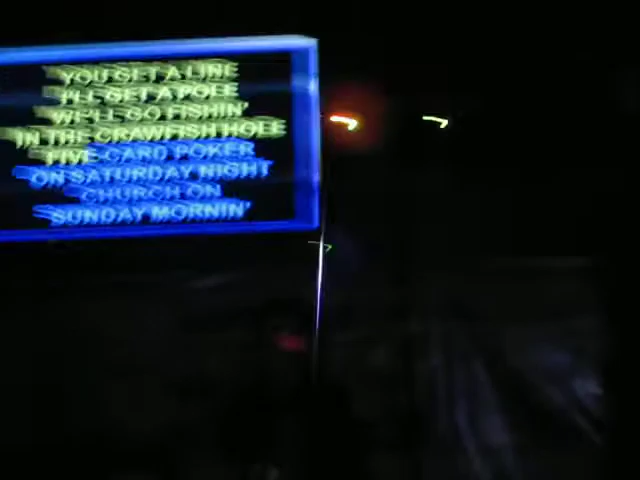 YOU GET A LINE
I'LL GET A POLE
WE'LL GO FISHIN'
IN THE CRAWFISH HOLE
FIVE CARD POKER
ON SATURDAY NIGHT
CHURCH ON
SUNDAY MORNIN'